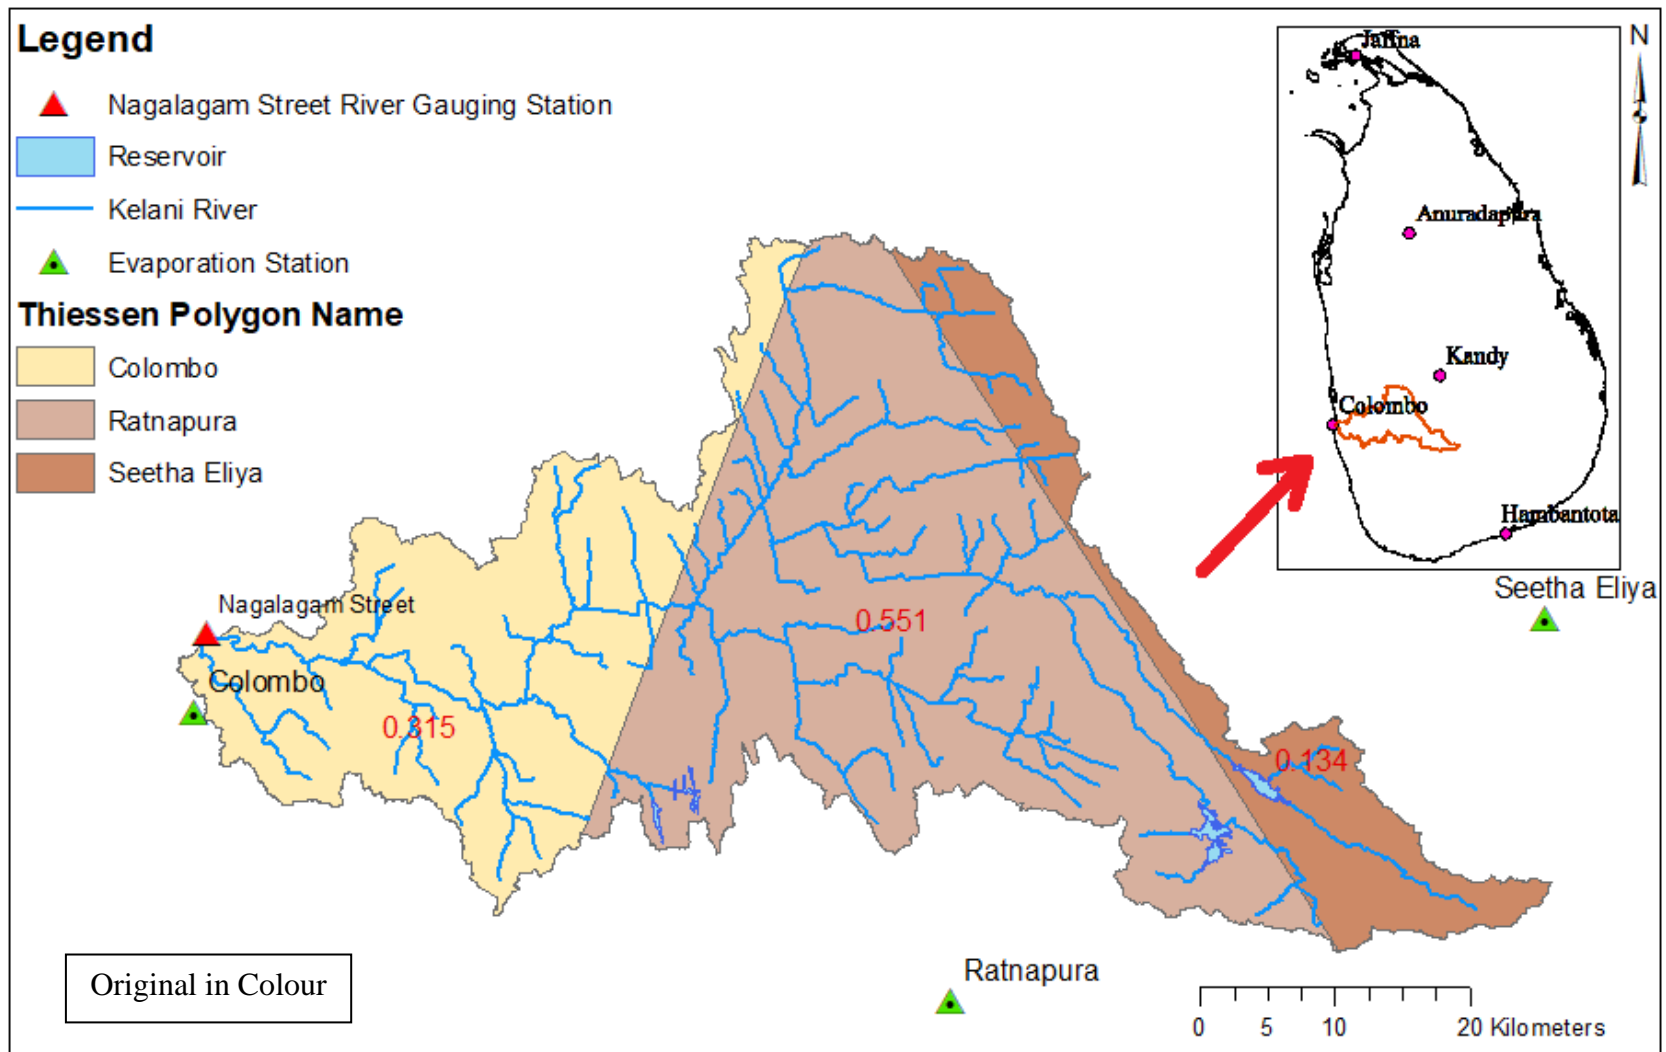 Legend
Nagalagam Street River Gauging Station
Reservoir
Kelani River
Evaporation Station
Thiessen Polygon Name
Colombo
Ratnapura
Seetha Eliya
N
Jaffna
Anuradapura
Kandy
Colombo
Hambantota
Seetha Eliya
Nagalagam Street
Colombo
0.315
0.551
0.134
Ratnapura
Original in Colour
0 5 10 20 Kilometers